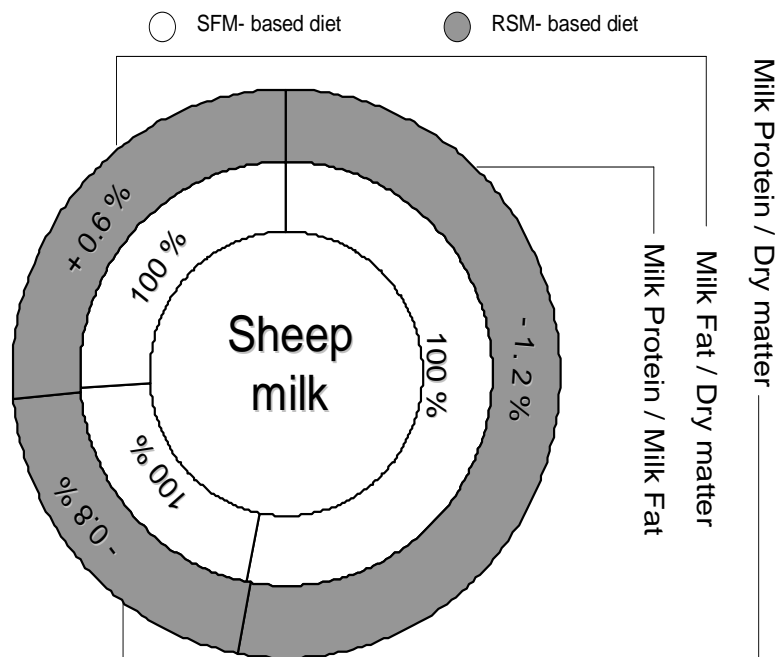 SFM- based diet
RSM- based diet
+ 0.6 %
100 %
Sheep
milk
100 %
- 1.2 %
100 %
- 0.8 %
Milk Protein / Milk Fat
Milk Fat / Dry matter
Milk Protein / Dry matter